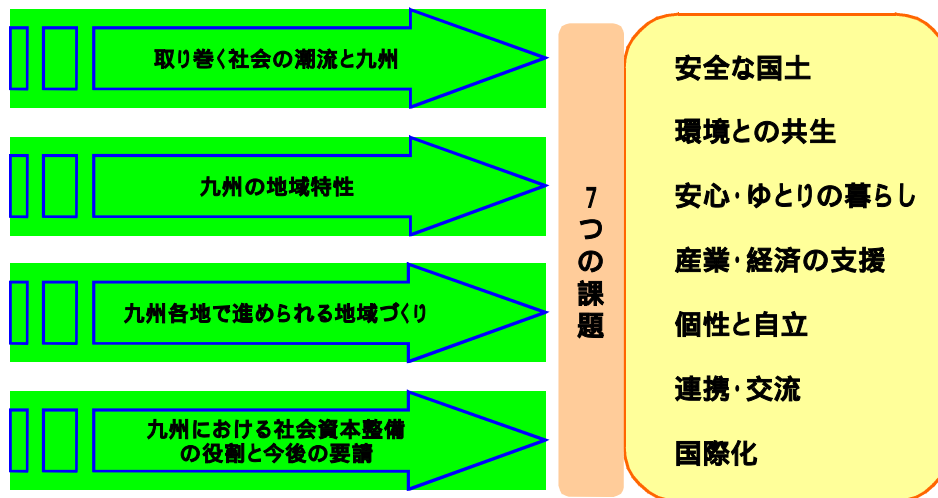 取り巻く社会の潮流と九州
九州の地域特性
九州各地で進められる地域づくり
九州における社会資本整備
の役割と今後の要請
7つの課題
安全な国土
環境との共生
安心・ゆとりの暮らし
産業・経済の支援
個性と自立
連携・交流
国際化